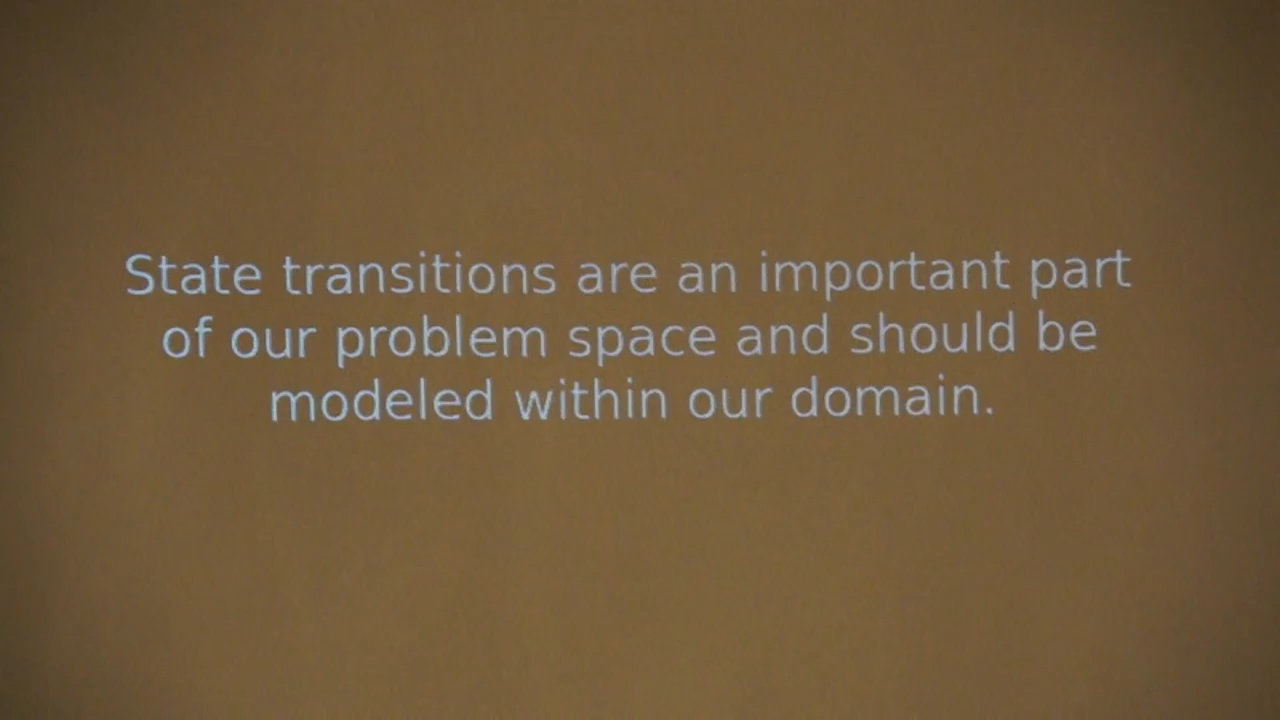 State transitions are an important part
of our problem space and should be
modeled within our domain.